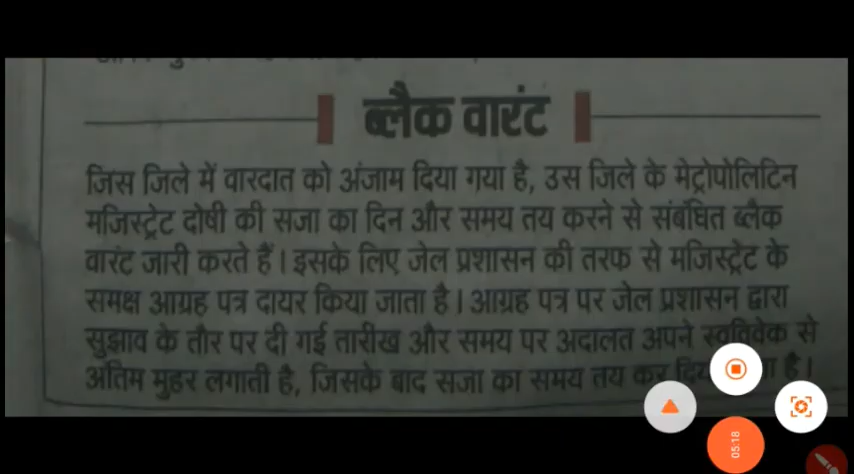 ब्लैक वारंट
जिस जिले में वारदात को अंजाम दिया गया है, उस जिले के मेट्रोपोलिटिन
मजिस्ट्रेट दोषी की सजा का दिन और समय तय करने से संबंधित ब्लैक
वारंट जारी करते हैं। इसके लिए जेल प्रशासन की तरफ से मजिस्ट्रेट के
समक्ष आग्रह पत्र दायर किया जाता है। आग्रह पत्र पर जेल प्रशासन द्वारा
सुझाव के तौर पर दी गई तारीख और समय पर अदालत अपने स्वविवेक से
अंतिम मुहर लगाती है, जिसके बाद सजा का समय तय कर है।
05:18